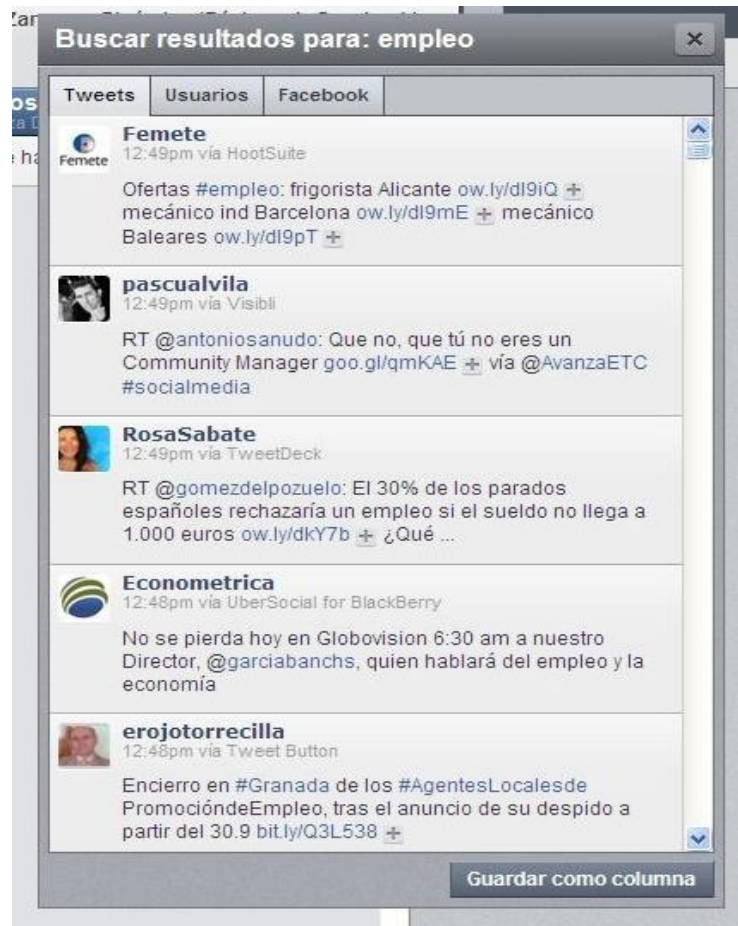 Buscar resultados para: empleo
Tweets Usuarios Facebook
Femete
12:49pm vía HootSuite
Femete
Ofertas #empleo: frigorista Alicante ow.ly/dl9iQ
mecánico ind Barcelona ow.ly/dl9mE mecánico
Baleares ow.ly/dl9pT
pascualvila
12:49pm vía Visibli
RT @antoniosanudo: Que no, que tú no eres un
Community Manager goo.gl/qmKAE vía @AvanzaETC
#socialmedia
RosaSabate
12:49pm vía TweetDeck
RT @gomezdelpozuelo: El 30% de los parados
españoles rechazaría un empleo si el sueldo no llega a
1.000 euros ow.ly/dkY7b ¿Qué ...
Econometrica
12:48pm vía UberSocial for BlackBerry
No se pierda hoy en Globovision 6:30 am a nuestro
Director, @garciabanchs, quien hablará del empleo y la
economía
erojotorrecilla
12:48pm vía Tweet Button
Encierro en #Granada de los #AgentesLocalesde
PromocióndeEmpleo, tras el anuncio de su despido a
partir del 30.9 bit.ly/Q3L538
Guardar como columna